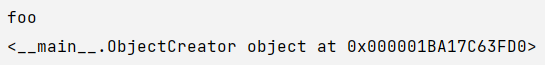 foo
<__main__.ObjectCreator object at 0x000001BA17C63FD0>